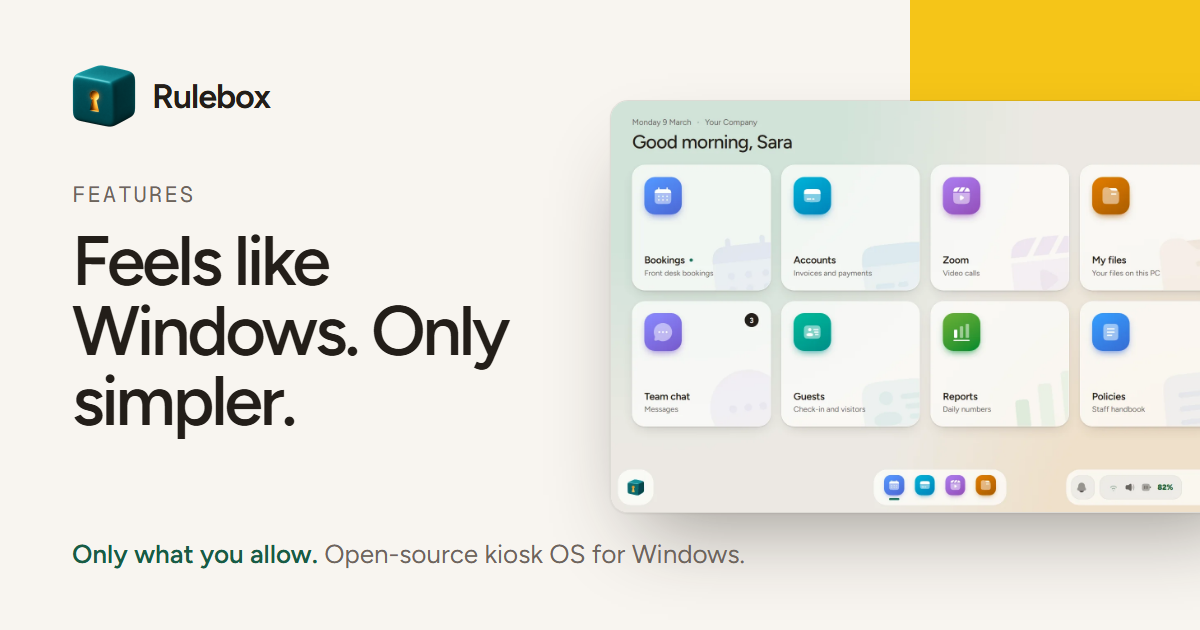 Rulebox
FEATURES
Feels like
Windows. Only
simpler.
Monday 9 March · Your Company
Good morning, Sara
Bookings •
Front desk bookings
Accounts
Invoices and payments
Zoom
Video calls
My files
Your files on this PC
3
Team chat
Messages
Guests
Check-in and visitors
Reports
Daily numbers
Policies
Staff handbook
82%
Only what you allow. Open-source kiosk OS for Windows.